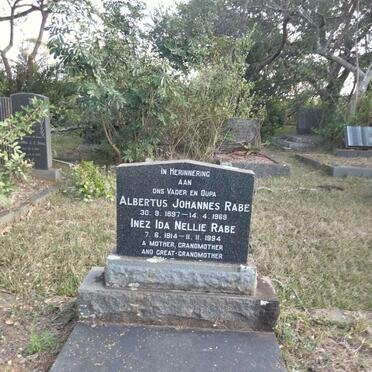 IN HERINNERING
AAN
ONS VADER EN OUPA
ALBERTUS JOHANNES RABE
30. 9. 1897 — 14. 4. 1969
INEZ IDA NELLIE RABE
7. 6. 1914 — 11. 11. 1994
A MOTHER, GRANDMOTHER
AND GREAT-GRANDMOTHER